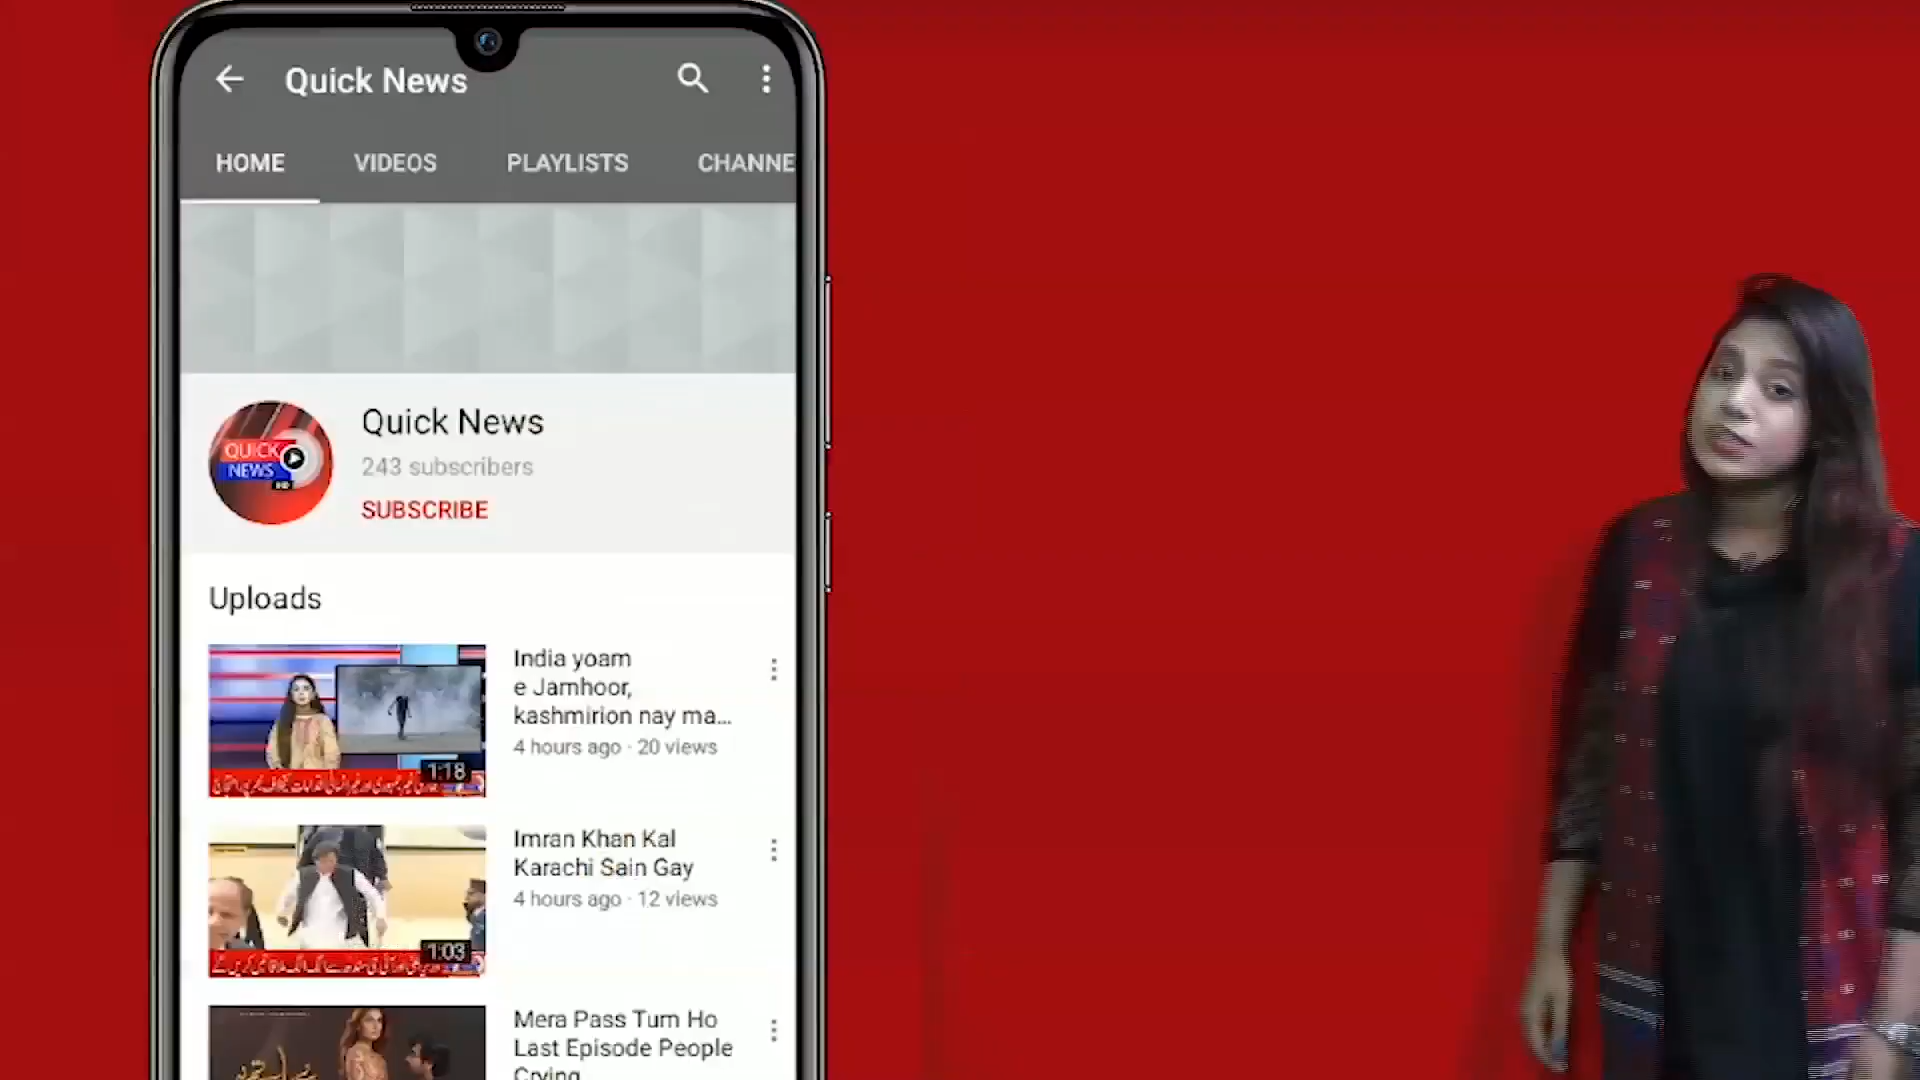 Quick News
HOME VIDEOS PLAYLISTS CHANNE
QUICK
NEWS
HD
Quick News
243 subscribers
SUBSCRIBE
Uploads
India yoam
e Jamhoor,
kashmirion nay ma...
4 hours ago · 20 views
1:18
Imran Khan Kal
Karachi Sain Gay
4 hours ago · 12 views
1:03
Mera Pass Tum Ho
Last Episode People
Crying